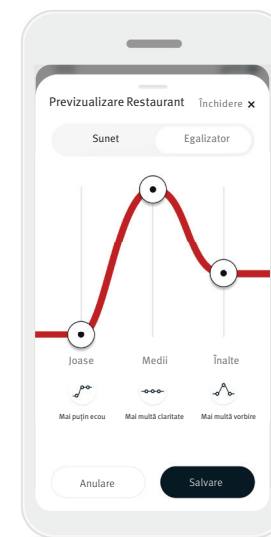 Previzualizare Restaurant Închidere ×
Sunet Egalizator
Joase Medii Înalte
Mai puțin ecou Mai multă claritate Mai multă vorbire
Anulare Salvare